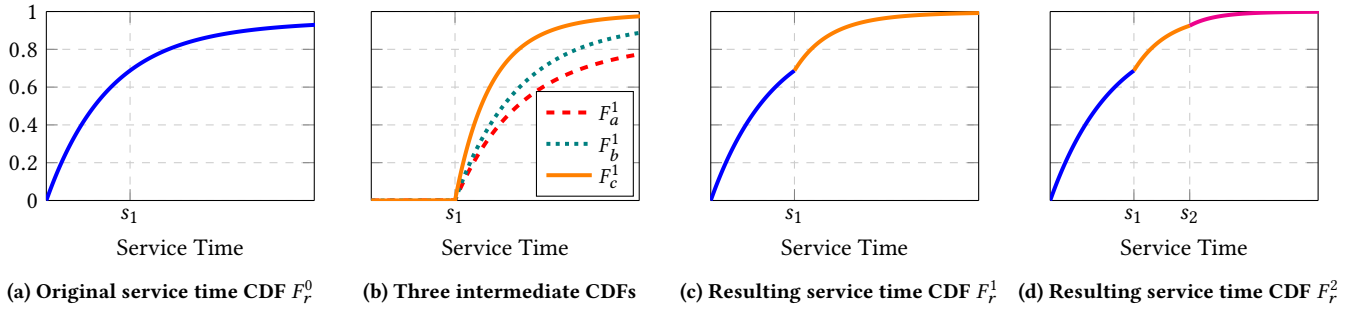 1
0.8
0.6
0.4
0.2
0
s₁
Service Time
(a) Original service time CDF F_r^0
F_a^1
F_b^1
F_c^1
s₁
Service Time
(b) Three intermediate CDFs
s₁
Service Time
(c) Resulting service time CDF F_r^1
s₁ s₂
Service Time
(d) Resulting service time CDF F_r^2